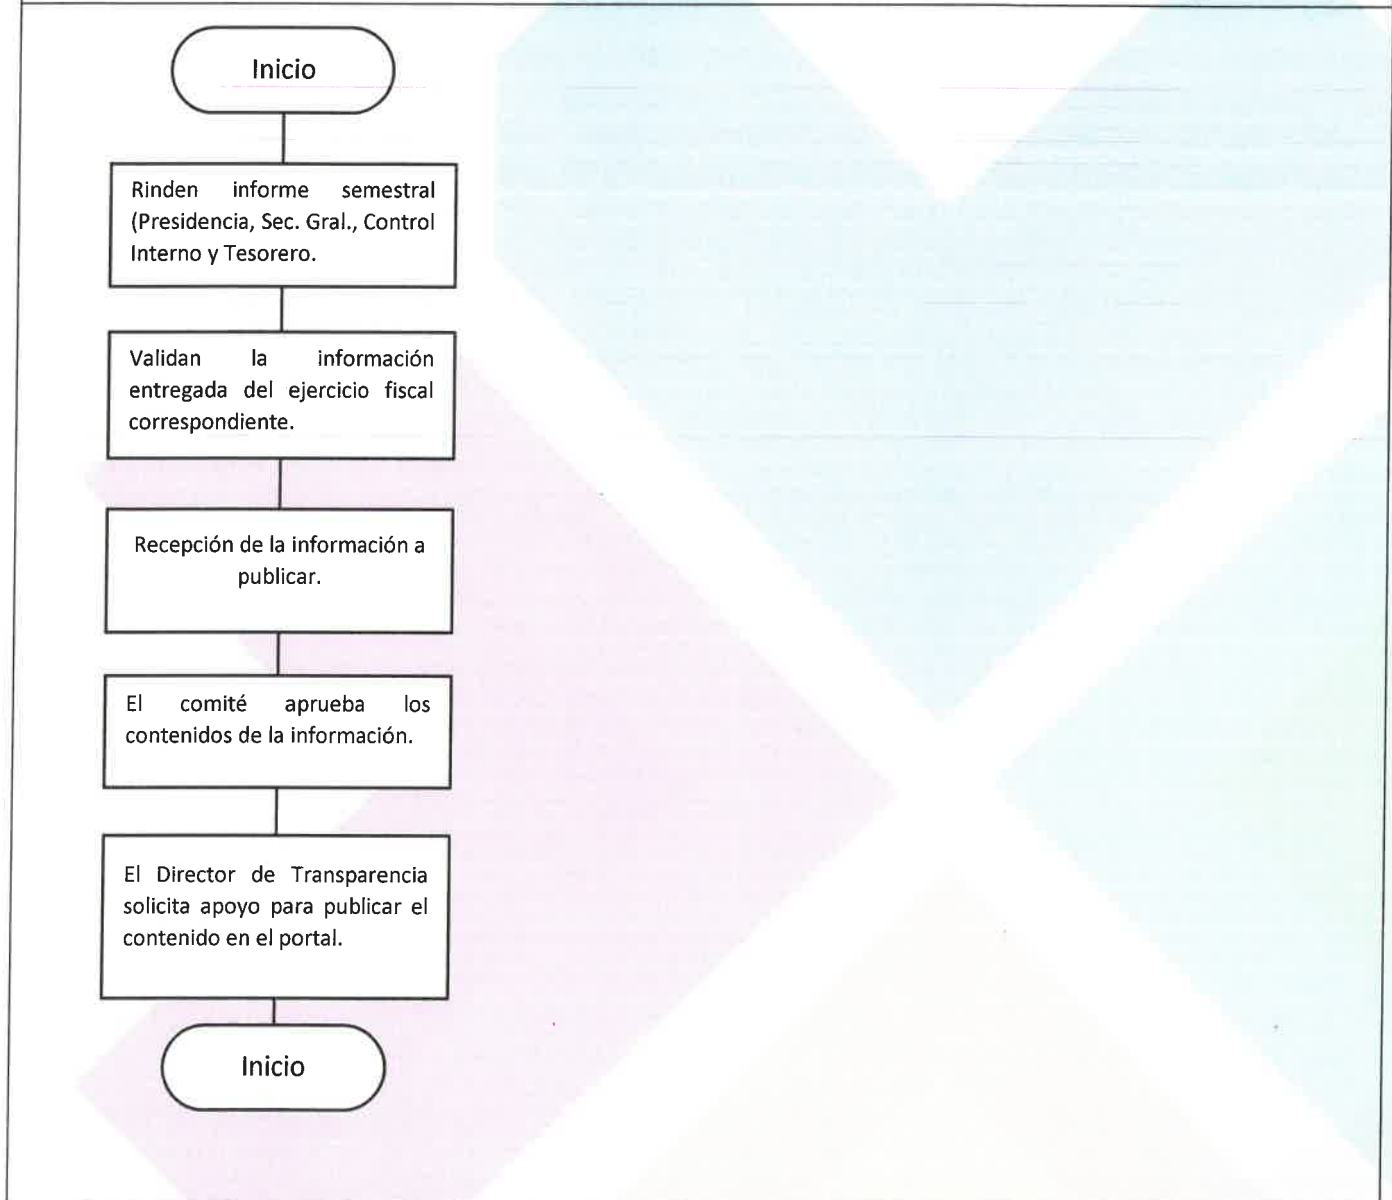 Inicio
Rinden informe semestral
(Presidencia, Sec. Gral., Control
Interno y Tesorero.
Validan la información
entregada del ejercicio fiscal
correspondiente.
Recepción de la información a
publicar.
El comité aprueba los
contenidos de la información.
El Director de Transparencia
solicita apoyo para publicar el
contenido en el portal.
Inicio